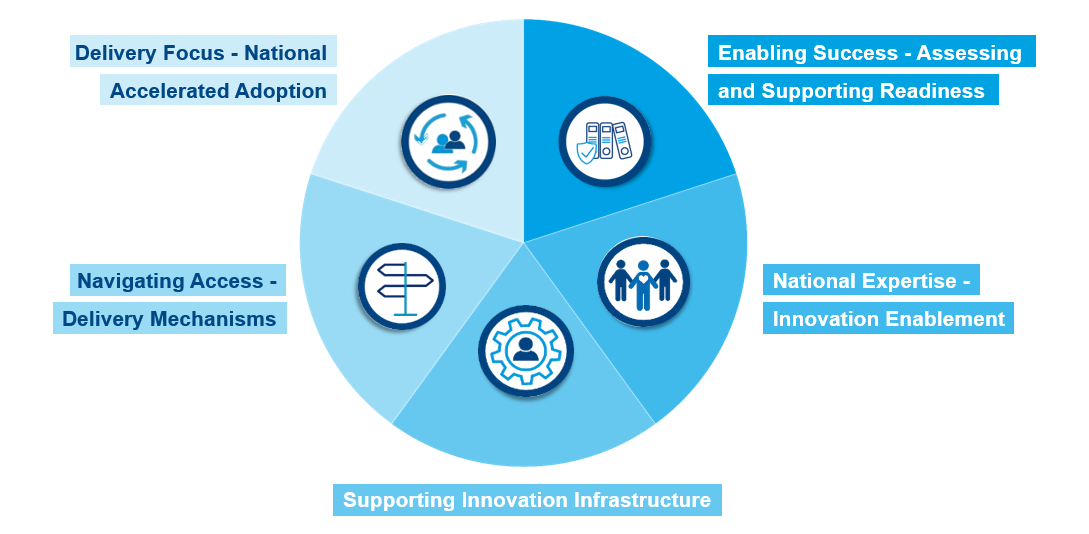 Delivery Focus - National
Accelerated Adoption
Enabling Success - Assessing
and Supporting Readiness
Navigating Access -
Delivery Mechanisms
National Expertise -
Innovation Enablement
Supporting Innovation Infrastructure